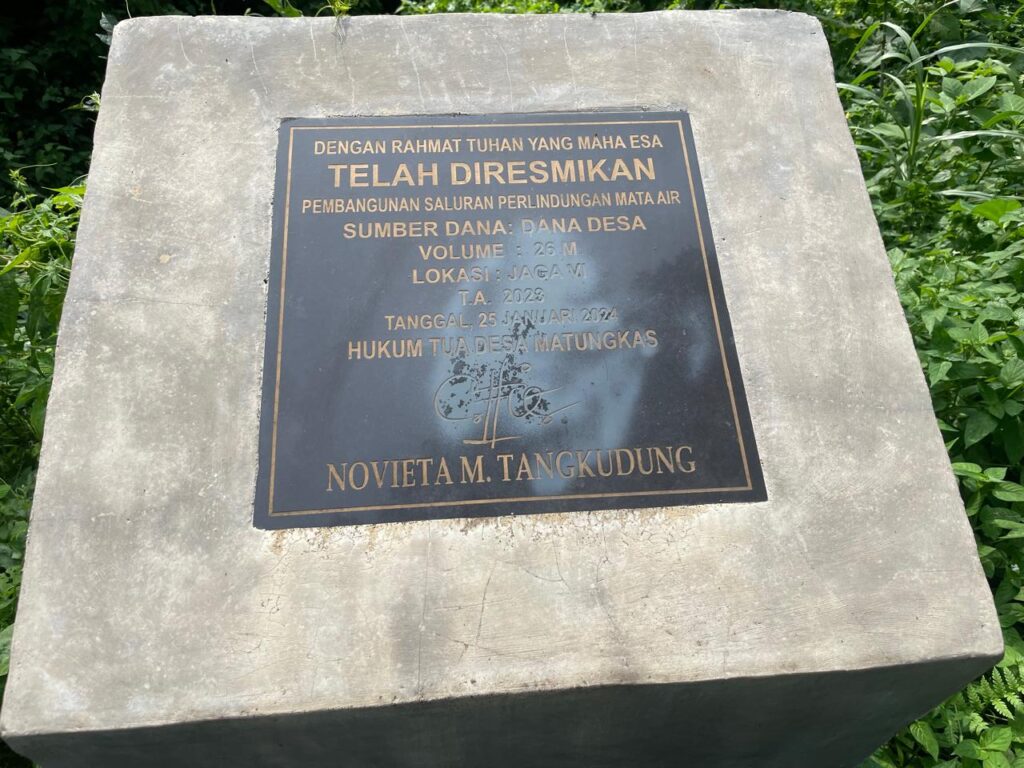 DENGAN RAHMAT TUHAN YANG MAHA ESA
TELAH DIRESMIKAN
PEMBANGUNAN SALURAN PERLINDUNGAN MATA AIR
SUMBER DANA: DANA DESA
VOLUME : 26 M
LOKASI : JAGA VI
T.A. 2023
TANGGAL, 25 JANUARI 2024
HUKUM TUA DESA MATUNGKAS
NOVIETA M. TANGKUDUNG